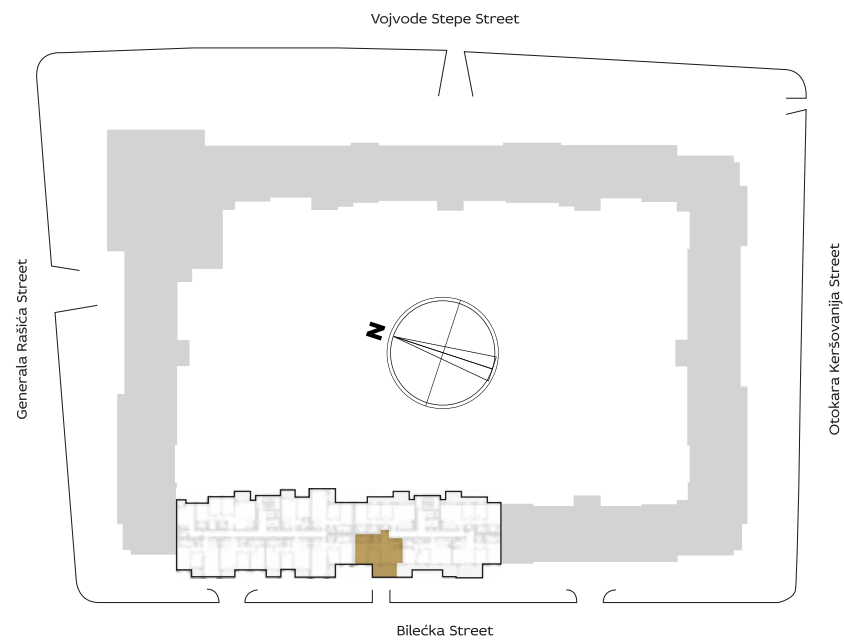 Vojvode Stepe Street
Generala Rašića Street
N
Otokara Keršovanija Street
Bilećka Street